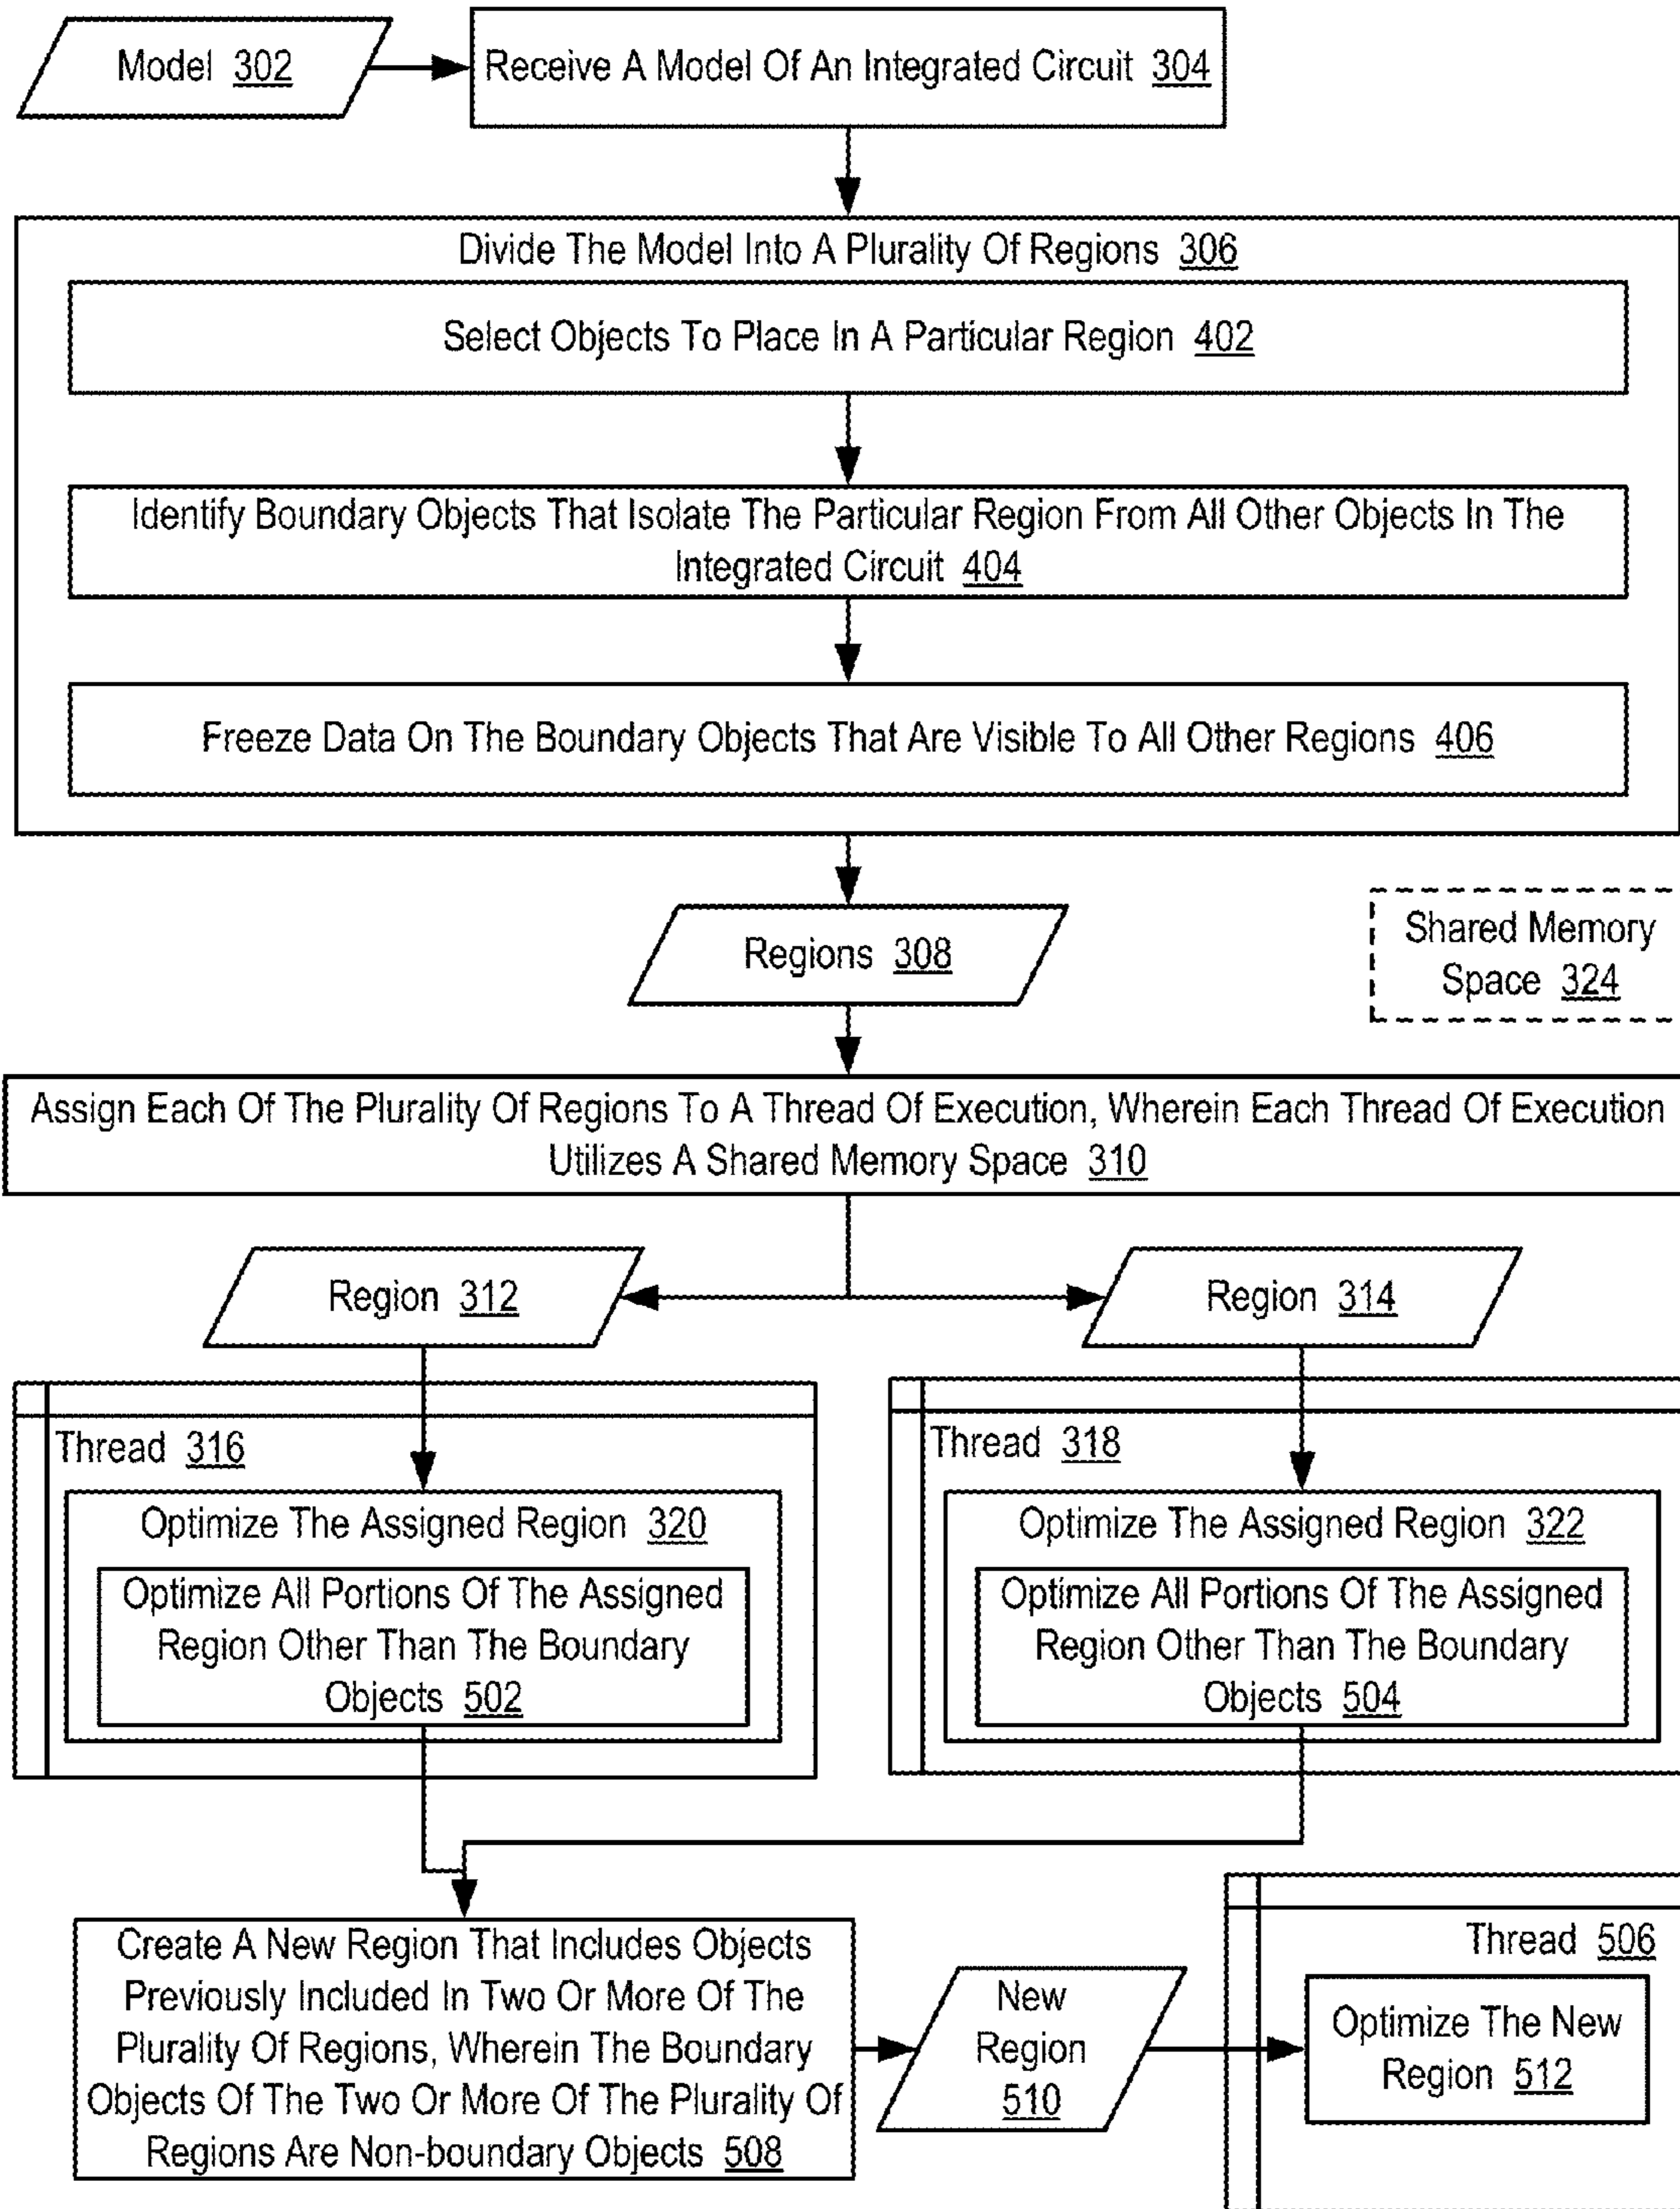 Model 302
Receive A Model Of An Integrated Circuit 304
Divide The Model Into A Plurality Of Regions 306
Select Objects To Place In A Particular Region 402
Identify Boundary Objects That Isolate The Particular Region From All Other Objects In The
Integrated Circuit 404
Freeze Data On The Boundary Objects That Are Visible To All Other Regions 406
Regions 308
Shared Memory
Space 324
Assign Each Of The Plurality Of Regions To A Thread Of Execution, Wherein Each Thread Of Execution
Utilizes A Shared Memory Space 310
Region 312
Region 314
Thread 316
Optimize The Assigned Region 320
Optimize All Portions Of The Assigned
Region Other Than The Boundary
Objects 502
Thread 318
Optimize The Assigned Region 322
Optimize All Portions Of The Assigned
Region Other Than The Boundary
Objects 504
Create A New Region That Includes Objects
Previously Included In Two Or More Of The
Plurality Of Regions, Wherein The Boundary
Objects Of The Two Or More Of The Plurality Of
Regions Are Non-boundary Objects 508
New
Region
510
Thread 506
Optimize The New
Region 512